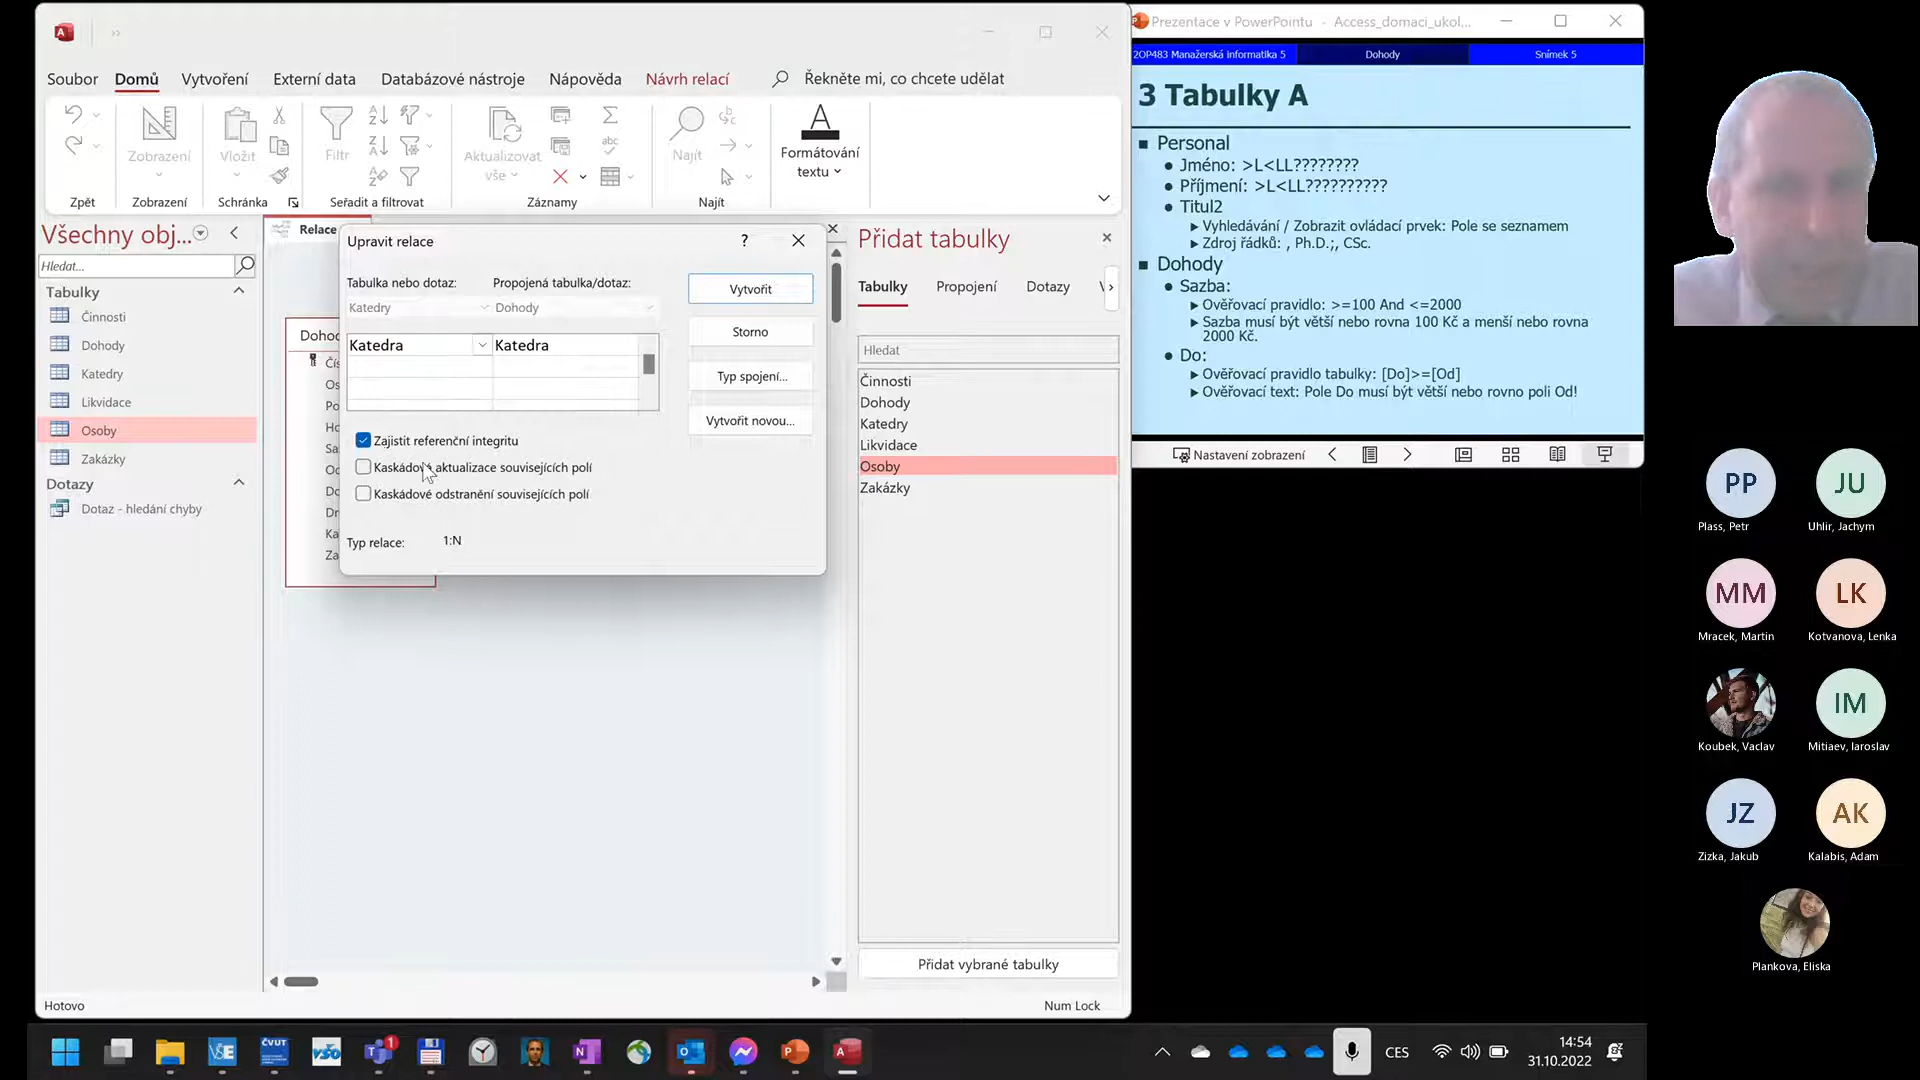 Soubor Domů Vytvoření Externí data Databázové nástroje Nápověda Návrh relací Řekněte mi, co chcete udělat
Zobrazení Vložit Filtr Aktualizovat vše Najít Formátování textu
Zpět Zobrazení Schránka Seřadit a filtrovat Záznamy Najít
Všechny obj...
Hledat...
Tabulky
Činnosti
Dohody
Katedry
Likvidace
Osoby
Zakázky
Dotazy
Dotaz - hledání chyby
Relace
Upravit relace
Tabulka nebo dotaz: Propojená tabulka/dotaz:
Katedry Dohody
Katedra Katedra
Zajistit referenční integritu
Kaskádová aktualizace souvisejících polí
Kaskádové odstranění souvisejících polí
Typ relace: 1:N
Vytvořit
Storno
Typ spojení...
Vytvořit novou...
Přidat tabulky
Tabulky Propojení Dotazy
Hledat
Činnosti
Dohody
Katedry
Likvidace
Osoby
Zakázky
Přidat vybrané tabulky
Hotovo
Num Lock
Prezentace v PowerPointu - Access_domaci_ukol...
2OP483 Manažerská informatika 5 Dohody Snímek 5
3 Tabulky A
Personal
Jméno: >L<LL????????
Příjmení: >L<LL??????????
Titul2
Vyhledávání / Zobrazit ovládací prvek: Pole se seznamem
Zdroj řádků: , Ph.D.;, CSc.
Dohody
Sazba:
Ověřovací pravidlo: >=100 And <=2000
Sazba musí být větší nebo rovna 100 Kč a menší nebo rovna
2000 Kč.
Do:
Ověřovací pravidlo tabulky: [Do]>=[Od]
Ověřovací text: Pole Do musí být větší nebo rovno poli Od!
Nastavení zobrazení
PP JU
Plass, Petr Uhlir, Jachym
MM LK
Mracek, Martin Kotvanova, Lenka
IM
Koubek, Vaclav Mitiaev, Iaroslav
JZ AK
Zizka, Jakub Kalabis, Adam
Plankova, Eliska
CES
14:54
31.10.2022